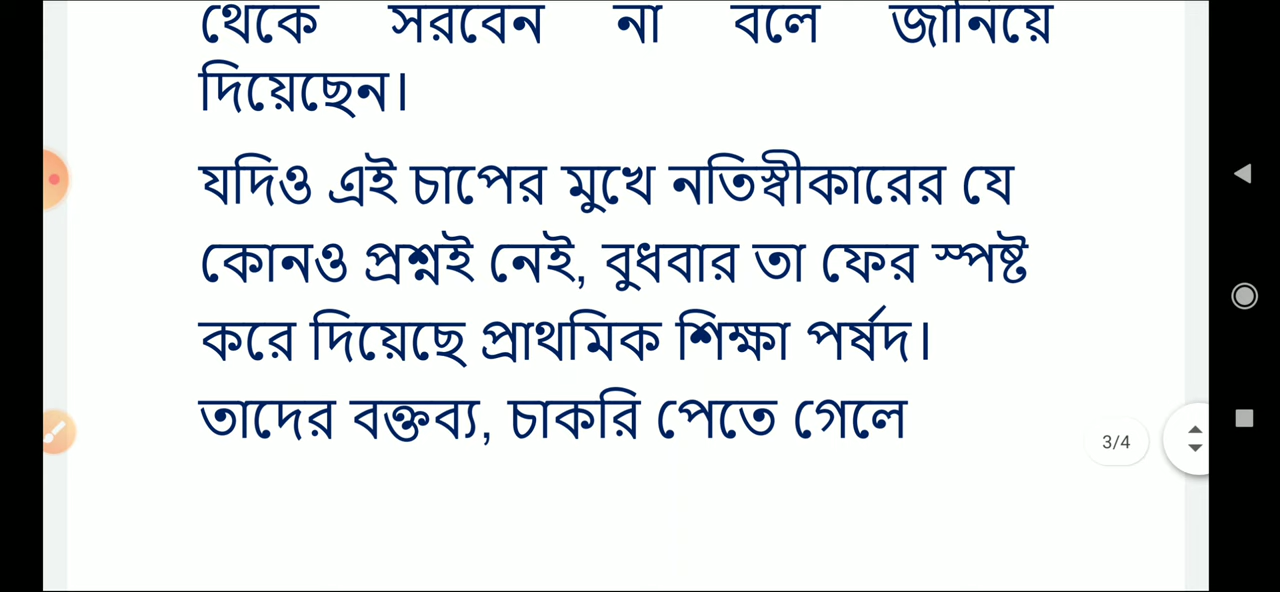 থেকে সরবেন না বলে জানিয়ে
দিয়েছেন।
যদিও এই চাপের মুখে নতিস্বীকারের যে
কোনও প্রশ্নই নেই, বুধবার তা ফের স্পষ্ট
করে দিয়েছে প্রাথমিক শিক্ষা পর্ষদ।
তাদের বক্তব্য, চাকরি পেতে গেলে
3/4